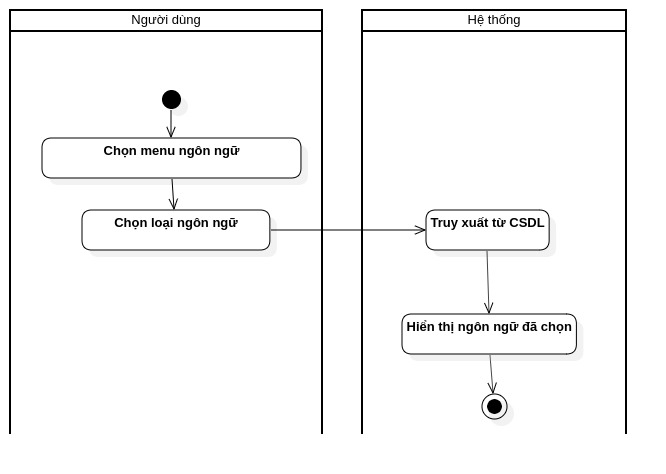 Người dùng
Hệ thống
Chọn menu ngôn ngữ
Chọn loại ngôn ngữ
Truy xuất từ CSDL
Hiển thị ngôn ngữ đã chọn